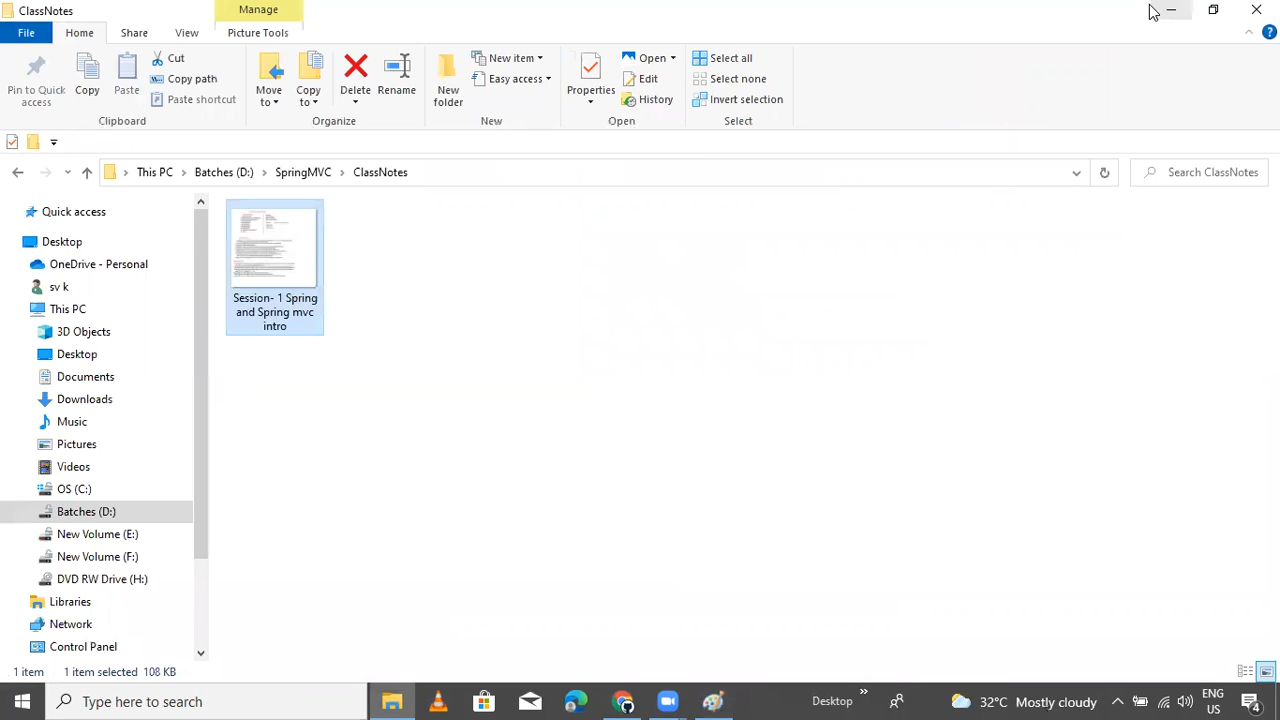 ClassNotes
Manage
File
Home
Share
View
Picture Tools
Pin to Quick
access
Copy
Paste
Cut
Copy path
Paste shortcut
Clipboard
Move
to
Copy
to
Delete
Rename
Organize
New
folder
New item
Easy access
New
Properties
Open
Edit
History
Open
Select all
Select none
Invert selection
Select
This PC
Batches (D:)
SpringMVC
ClassNotes
Search ClassNotes
Quick access
Desktop
OneDrive - Personal
sv k
This PC
3D Objects
Desktop
Documents
Downloads
Music
Pictures
Videos
OS (C:)
Batches (D:)
New Volume (E:)
New Volume (F:)
DVD RW Drive (H:)
Libraries
Network
Control Panel
Session- 1 Spring
and Spring mvc
intro
1 item
1 item selected 108 KB
Type here to search
Desktop
32°C Mostly cloudy
ENG
US
4